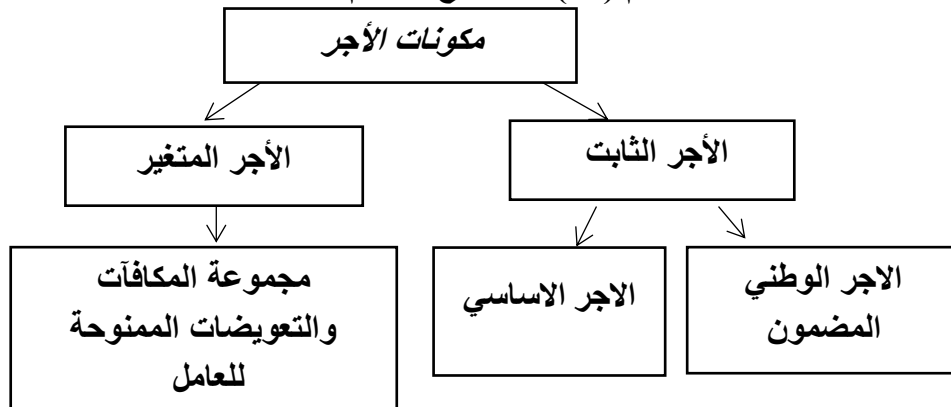 مكونات الأجر
الأجر الثابت
الأجر المتغير
الاجر الوطني
المضمون
الاجر الاساسي
مجموعة المكافآت
والتعويضات الممنوحة
للعامل